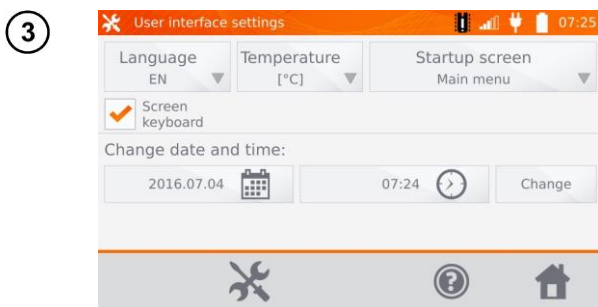 3
User interface settings 07:25
Language Temperature Startup screen
EN [°C] Main menu
Screen
keyboard
Change date and time:
2016.07.04 07:24 Change
?